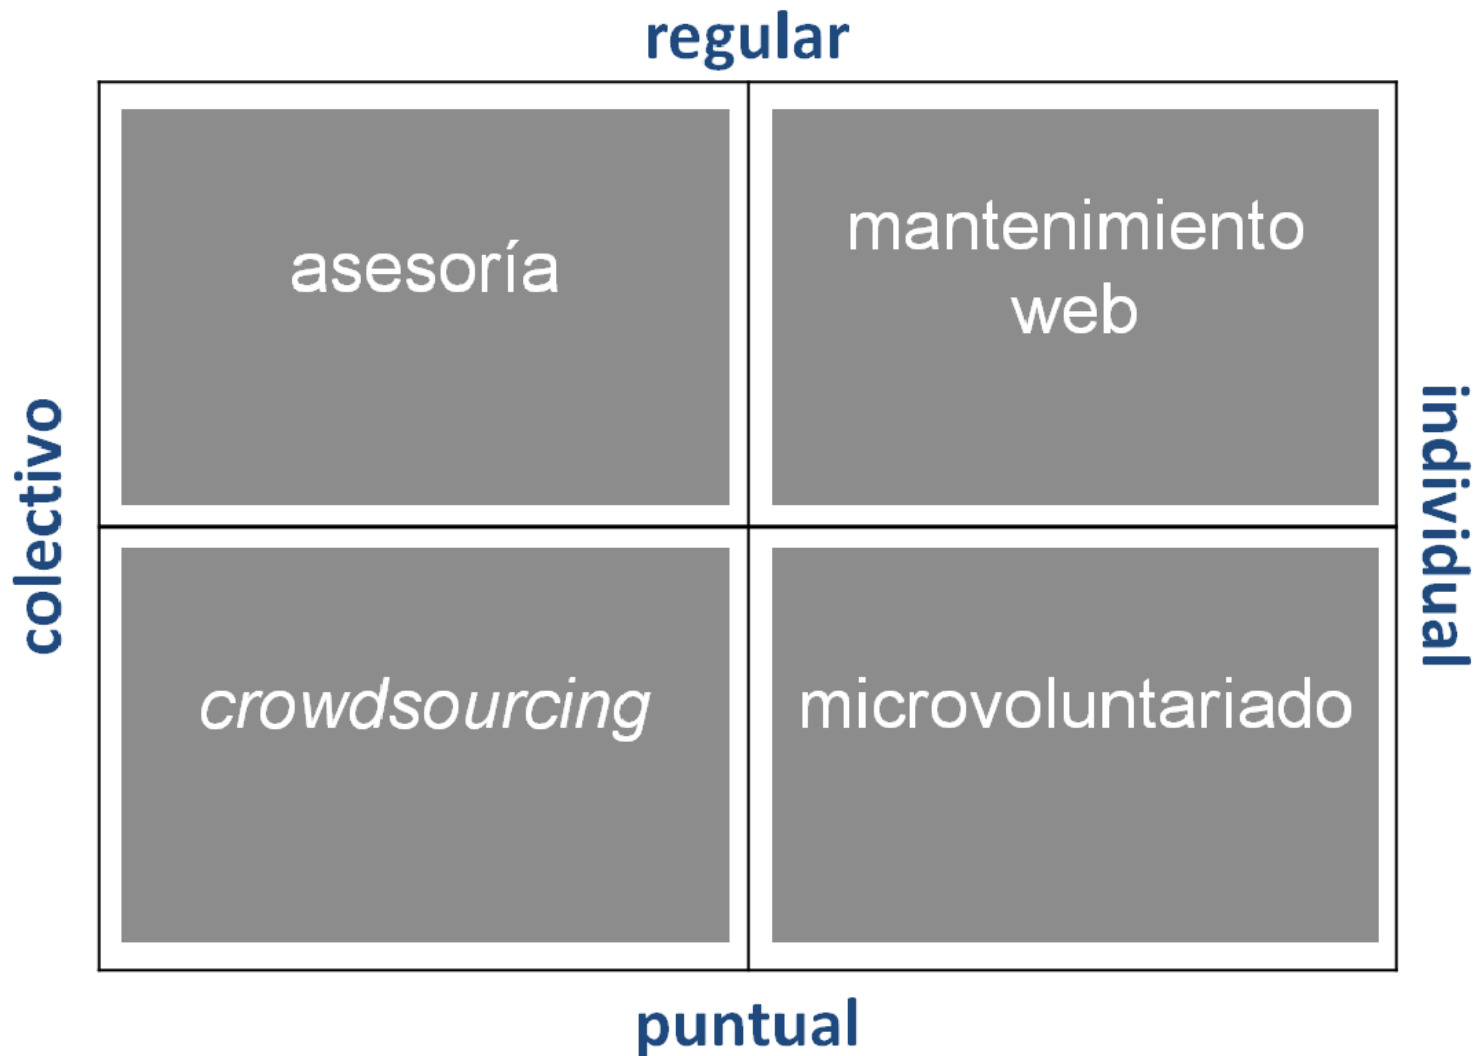 regular
asesoría
mantenimiento
web
colectivo
individual
crowdsourcing
microvoluntariado
puntual